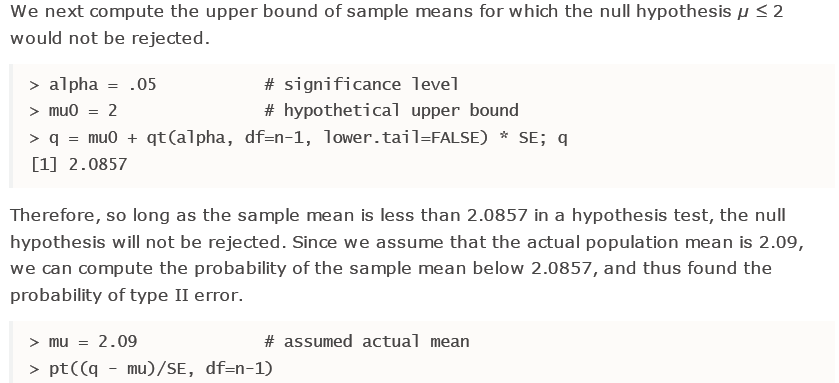 We next compute the upper bound of sample means for which the null hypothesis μ ≤ 2
would not be rejected.
> alpha = .05 # significance level
> mu0 = 2 # hypothetical upper bound
> q = mu0 + qt(alpha, df=n-1, lower.tail=FALSE) * SE; q
[1] 2.0857
Therefore, so long as the sample mean is less than 2.0857 in a hypothesis test, the null
hypothesis will not be rejected. Since we assume that the actual population mean is 2.09,
we can compute the probability of the sample mean below 2.0857, and thus found the
probability of type II error.
> mu = 2.09 # assumed actual mean
> pt((q - mu)/SE, df=n-1)